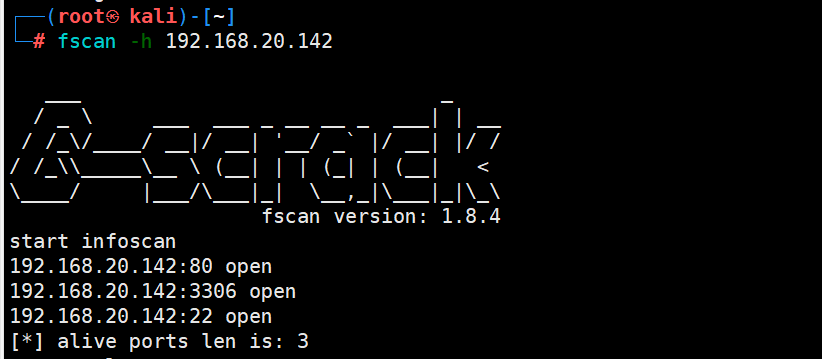 ┌──(root㉿ kali)-[~]
└─# fscan -h 192.168.20.142
   ___                              _
  / _ \     ___  ___ _ __ __ _  ___| | __
 / /_\/____/ __|/ __| '__/ _` |/ __| |/ /
/ /_\\_____\__ \ (__| | | (_| | (__|   <
\____/     |___/\___|_|  \__,_|\___|_|\_\
                     fscan version: 1.8.4
start infoscan
192.168.20.142:80 open
192.168.20.142:3306 open
192.168.20.142:22 open
[*] alive ports len is: 3